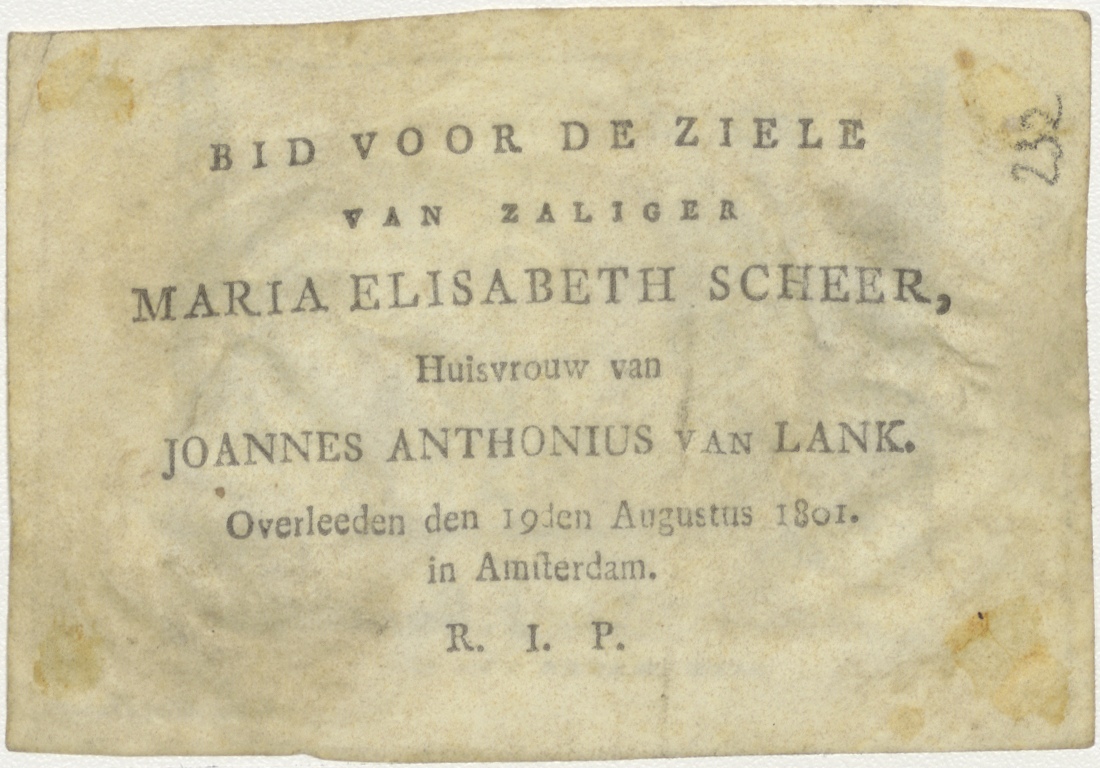 BID VOOR DE ZIELE
VAN ZALIGER
MARIA ELISABETH SCHEER,
Huisvrouw van
JOANNES ANTHONIUS VAN LANK.
Overleeden den 19den Augustus 1801.
in Amſterdam.
R. I. P.
232